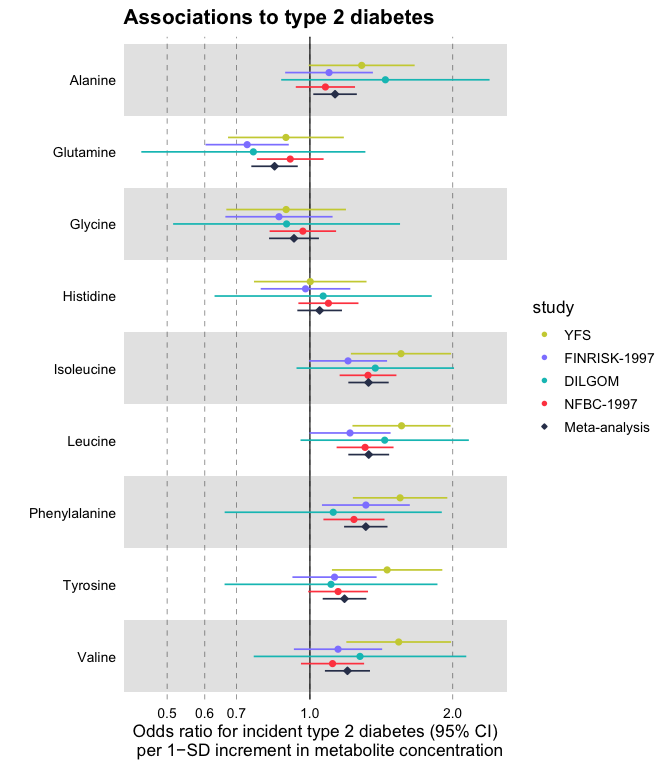 Associations to type 2 diabetes
Alanine
Glutamine
Glycine
Histidine
Isoleucine
Leucine
Phenylalanine
Tyrosine
Valine
0.5 0.6 0.7 1.0 2.0
Odds ratio for incident type 2 diabetes (95% CI)
per 1−SD increment in metabolite concentration
study
YFS
FINRISK-1997
DILGOM
NFBC-1997
Meta-analysis